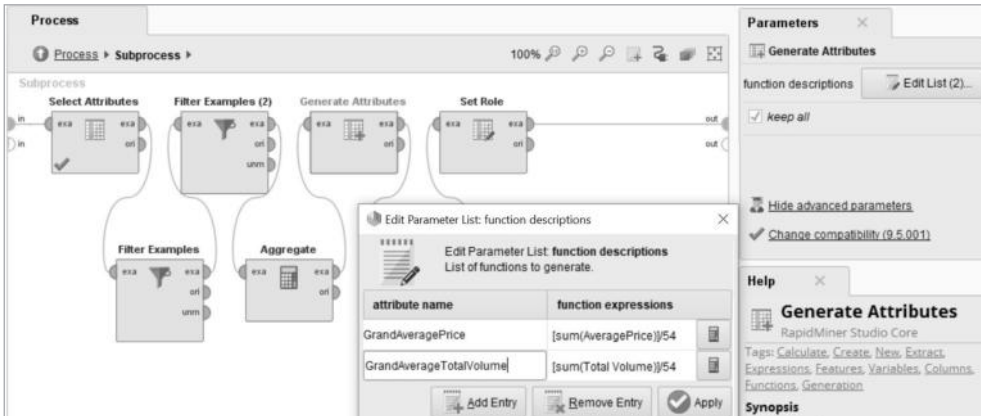 Process
Process ▸ Subprocess ▸
100%
Subprocess
Select Attributes
Filter Examples (2)
Generate Attributes
Set Role
in
exa
exa
exa
exa
exa
exa
exa
exa
out
in
ori
ori
ori
ori
out
unm
Filter Examples
Aggregate
exa
exa
exa
exa
ori
ori
unm
Edit Parameter List: function descriptions
Edit Parameter List: function descriptions
List of functions to generate.
attribute name
function expressions
GrandAveragePrice
[sum(AveragePrice)]/54
GrandAverageTotalVolume
[sum(Total Volume)]/54
Add Entry
Remove Entry
Apply
Parameters
Generate Attributes
function descriptions
Edit List (2)...
keep all
Hide advanced parameters
Change compatibility (9.5.001)
Help
Generate Attributes
RapidMiner Studio Core
Tags: Calculate, Create, New, Extract,
Expressions, Features, Variables, Columns,
Functions, Generation
Synopsis